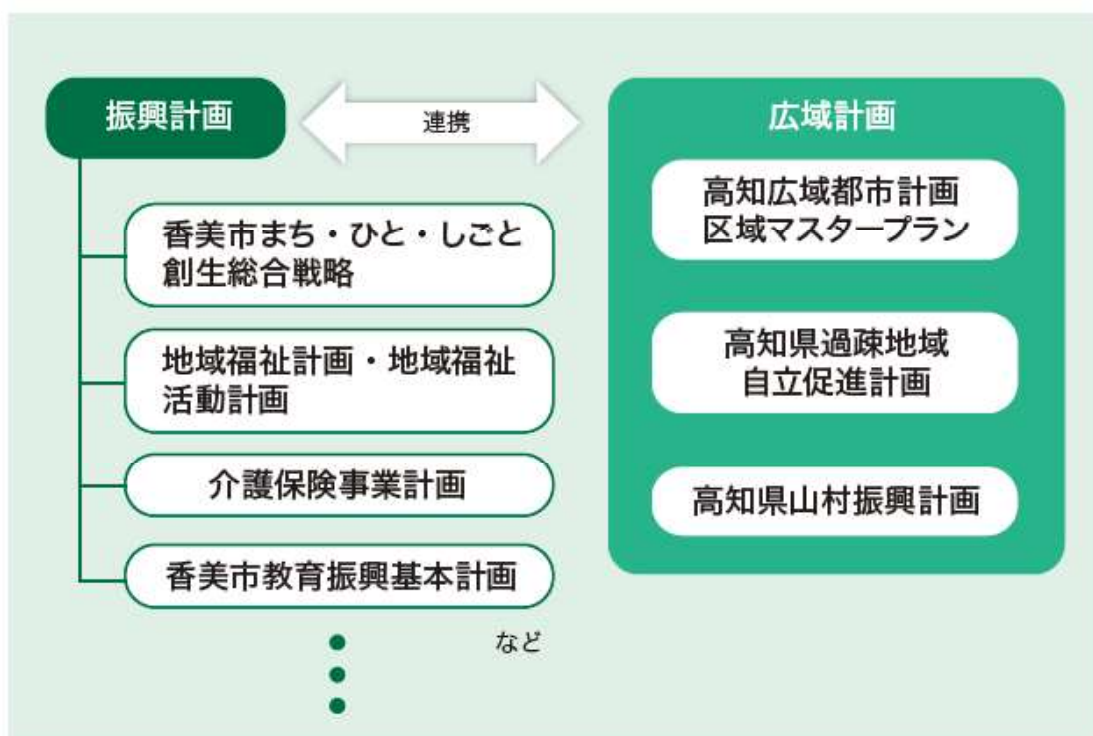 振興計画
連携
香美市まち・ひと・しごと
創生総合戦略
地域福祉計画・地域福祉
活動計画
介護保険事業計画
香美市教育振興基本計画
など
広域計画
高知広域都市計画
区域マスタープラン
高知県過疎地域
自立促進計画
高知県山村振興計画